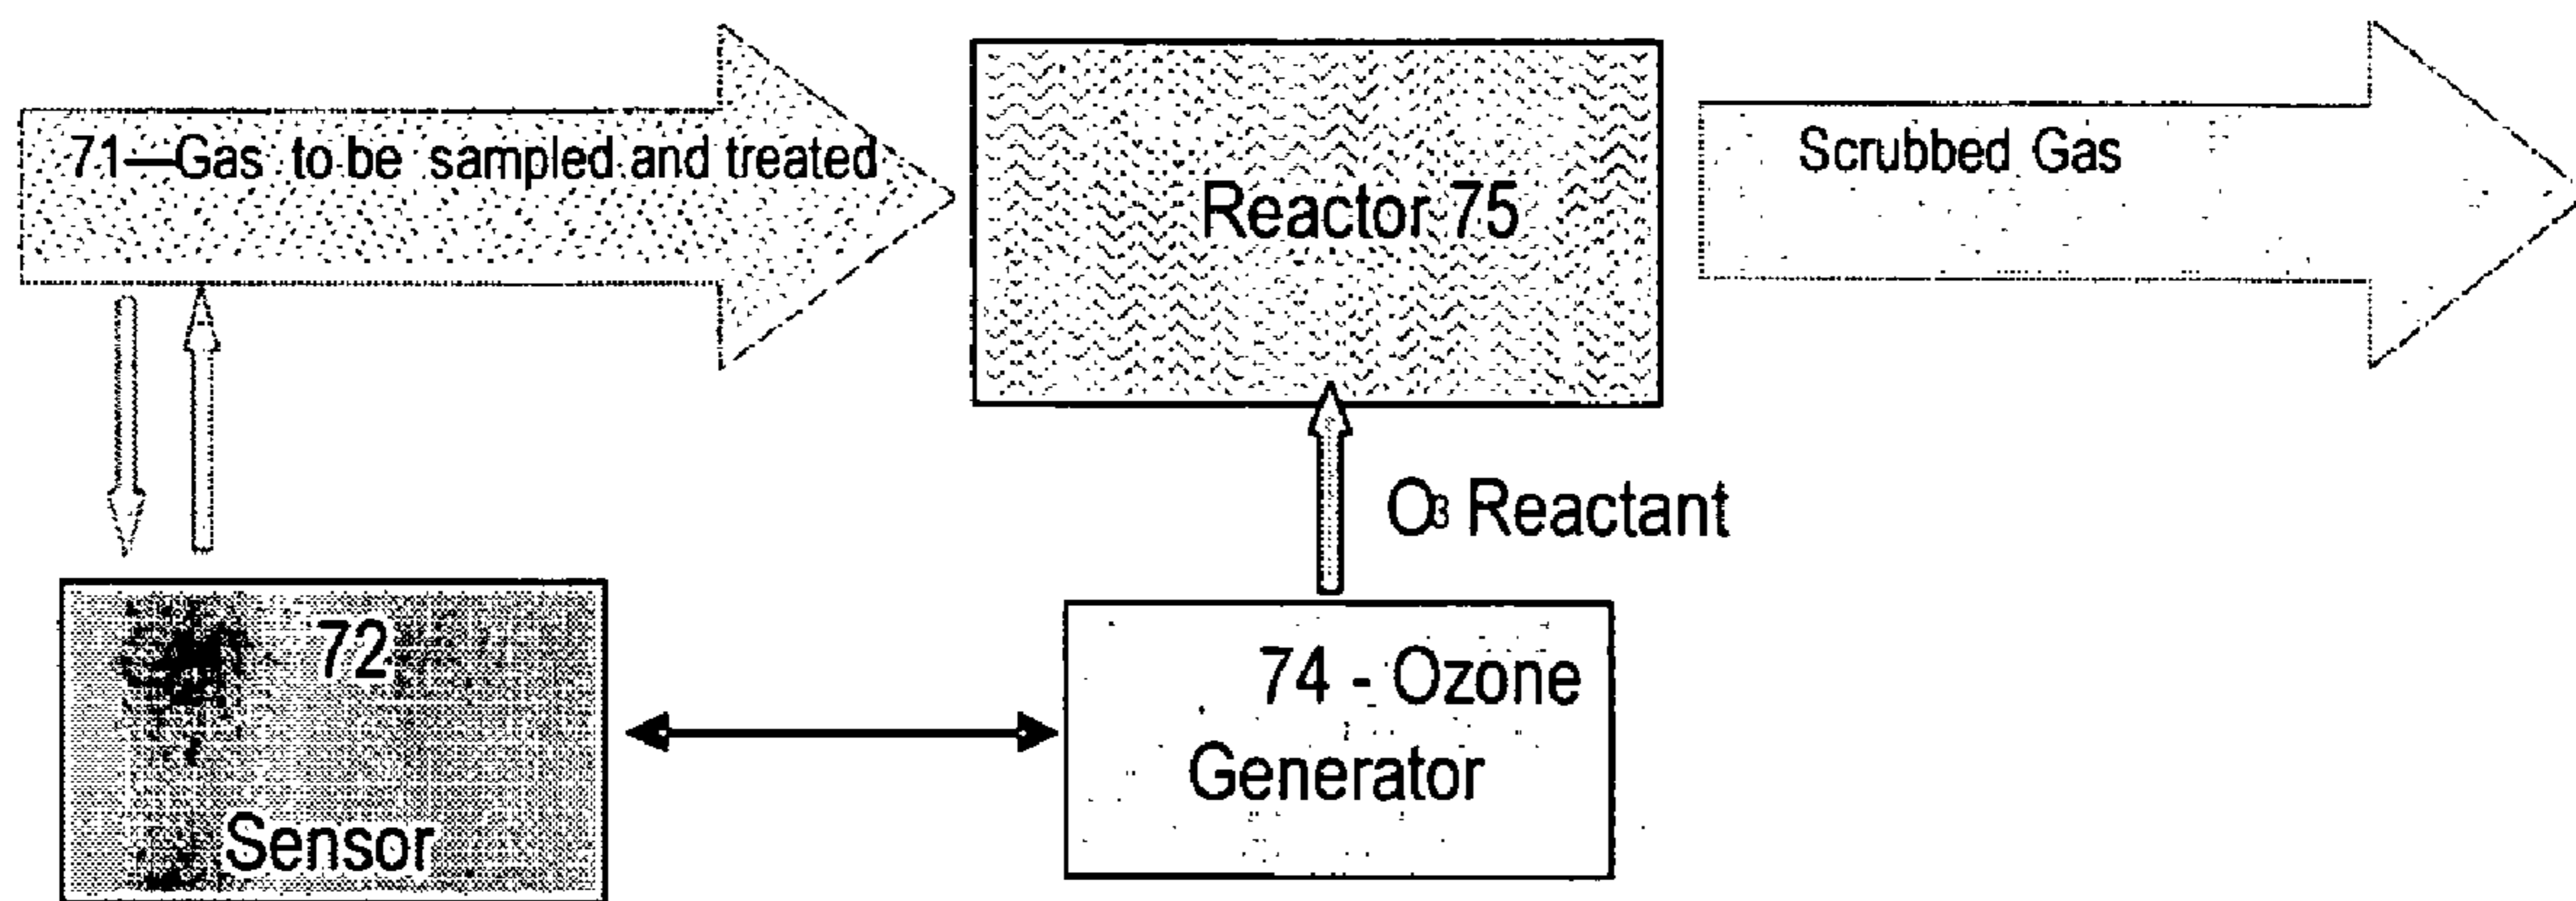 71—Gas to be sampled and treated
Reactor 75
Scrubbed Gas
O3 Reactant
72
Sensor
74 - Ozone
Generator